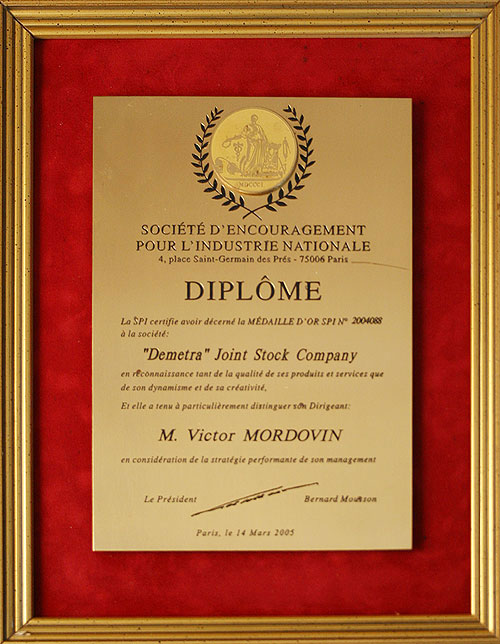 MDCCCI
SOCIÉTÉ D'ENCOURAGEMENT
POUR L'INDUSTRIE NATIONALE
4, place Saint-Germain des Prés - 75006 Paris
DIPLÔME
La SPI certifie avoir décerné la MÉDAILLE D'OR SPI N° 2004088
à la société:
"Demetra" Joint Stock Company
en reconnaissance tant de la qualité de ses produits et services que
de son dynamisme et de sa créativité,
Et elle a tenu à particulièrement distinguer son Dirigeant:
M. Victor MORDOVIN
en considération de la stratégie performante de son management
Le Président Bernard Mousson
Paris, le 14 Mars 2005